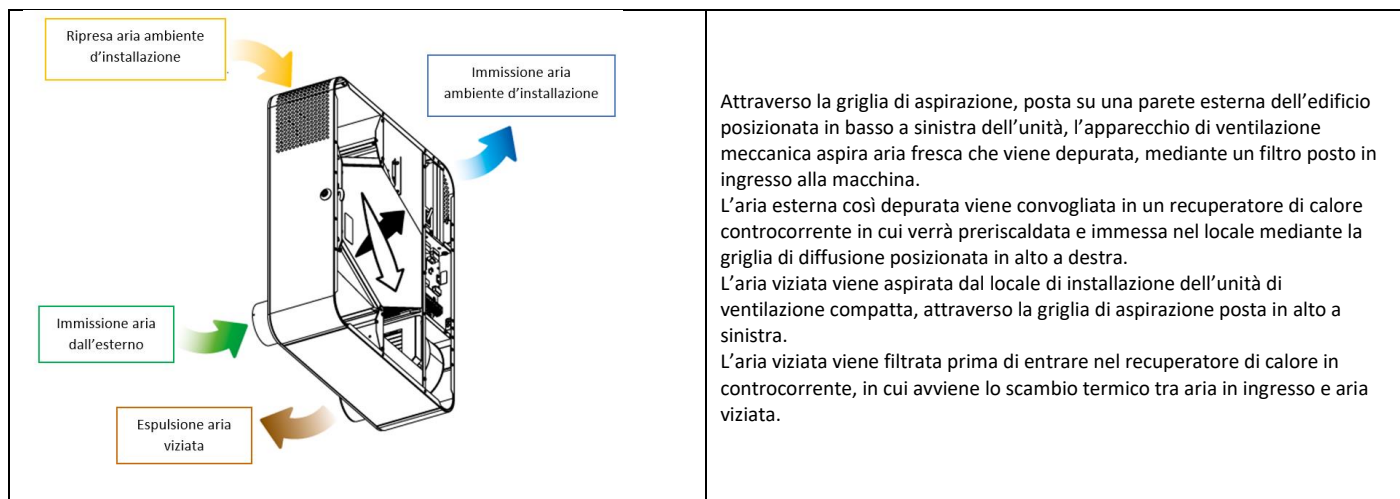 Ripresa aria ambiente
d’installazione
Immissione aria
ambiente d’installazione
Immissione aria
dall’esterno
Espulsione aria
viziata
Attraverso la griglia di aspirazione, posta su una parete esterna dell’edificio
posizionata in basso a sinistra dell’unità, l’apparecchio di ventilazione
meccanica aspira aria fresca che viene depurata, mediante un filtro posto in
ingresso alla macchina.
L’aria esterna così depurata viene convogliata in un recuperatore di calore
controcorrente in cui verrà preriscaldata e immessa nel locale mediante la
griglia di diffusione posizionata in alto a destra.
L’aria viziata viene aspirata dal locale di installazione dell’unità di
ventilazione compatta, attraverso la griglia di aspirazione posta in alto a
sinistra.
L’aria viziata viene filtrata prima di entrare nel recuperatore di calore in
controcorrente, in cui avviene lo scambio termico tra aria in ingresso e aria
viziata.